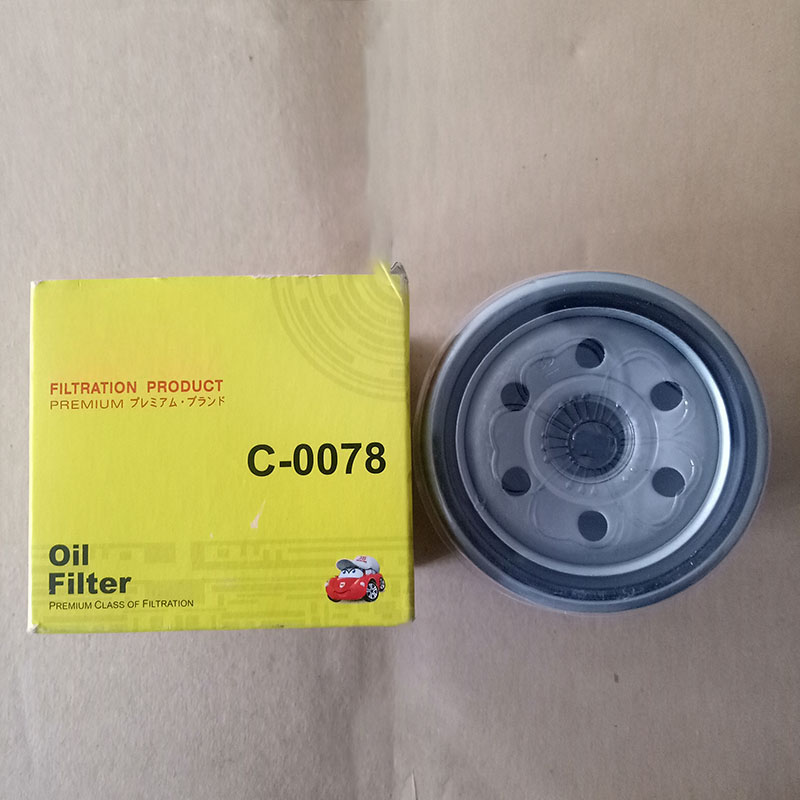 FILTRATION PRODUCT
PREMIUM プレミアム・ブランド
C-0078
Oil
Filter
PREMIUM CLASS OF FILTRATION